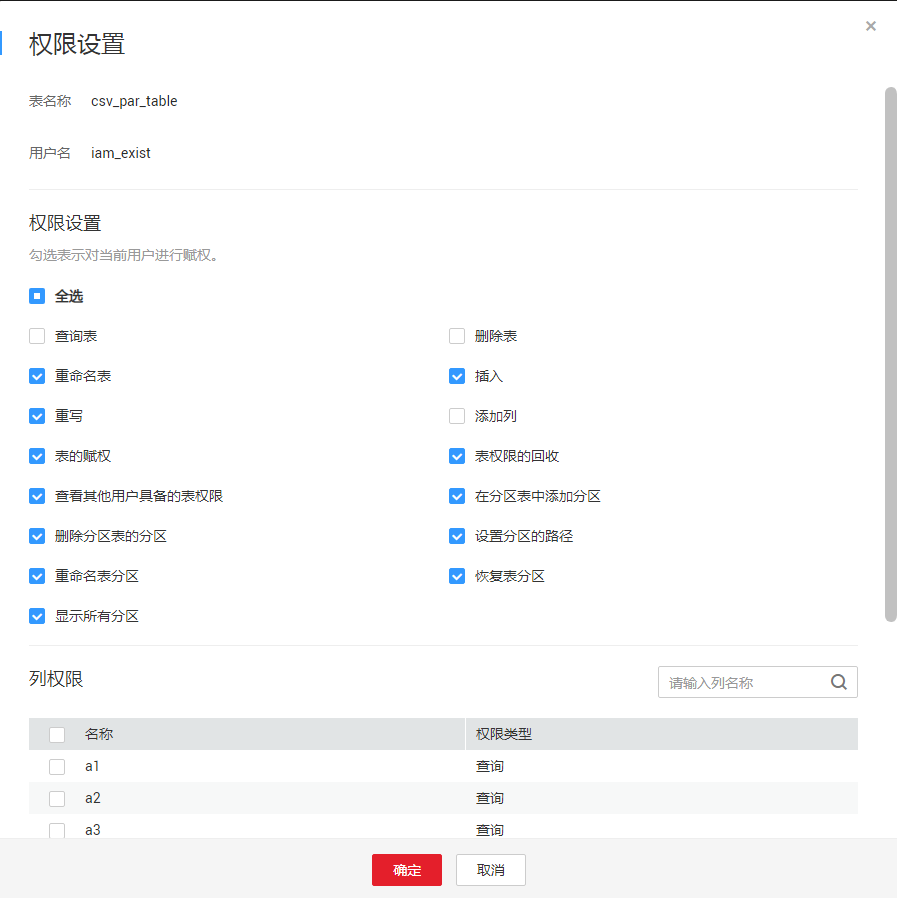 权限设置
表名称 csv_par_table
用户名 iam_exist
权限设置
勾选表示对当前用户进行赋权。
全选
查询表 删除表
重命名表 插入
重写 添加列
表的赋权 表权限的回收
查看其他用户具备的表权限 在分区表中添加分区
删除分区表的分区 设置分区的路径
重命名表分区 恢复表分区
显示所有分区
列权限 请输入列名称
名称 权限类型
a1 查询
a2 查询
a3 查询
确定 取消